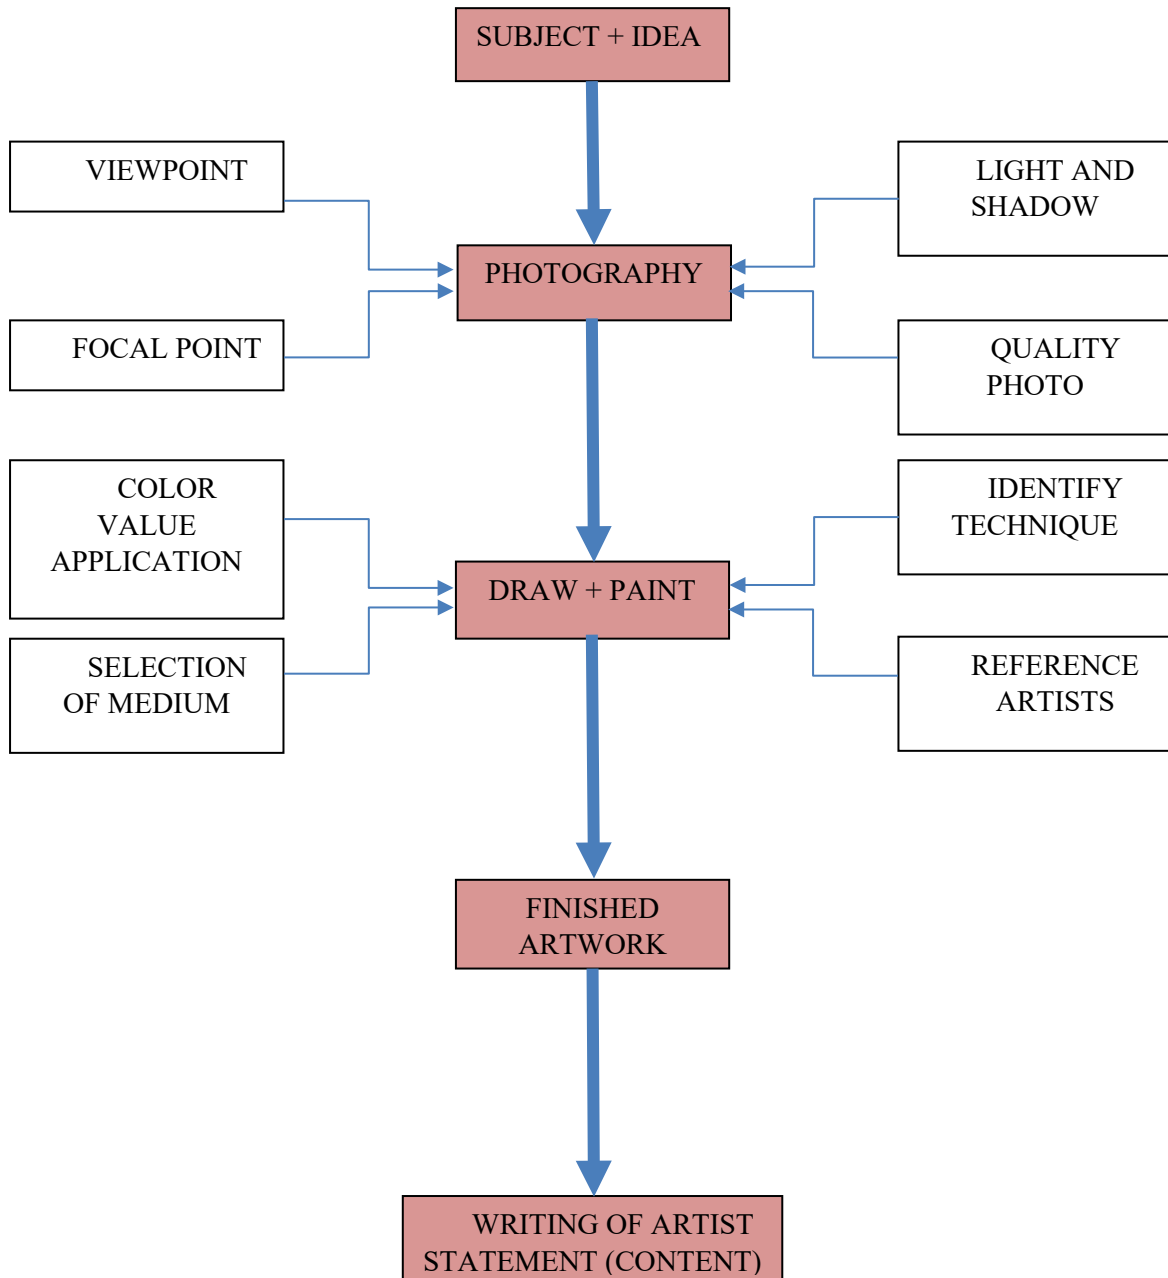 SUBJECT + IDEA
VIEWPOINT
LIGHT AND
SHADOW
PHOTOGRAPHY
FOCAL POINT
QUALITY
PHOTO
COLOR
VALUE
APPLICATION
IDENTIFY
TECHNIQUE
DRAW + PAINT
SELECTION
OF MEDIUM
REFERENCE
ARTISTS
FINISHED
ARTWORK
WRITING OF ARTIST
STATEMENT (CONTENT)